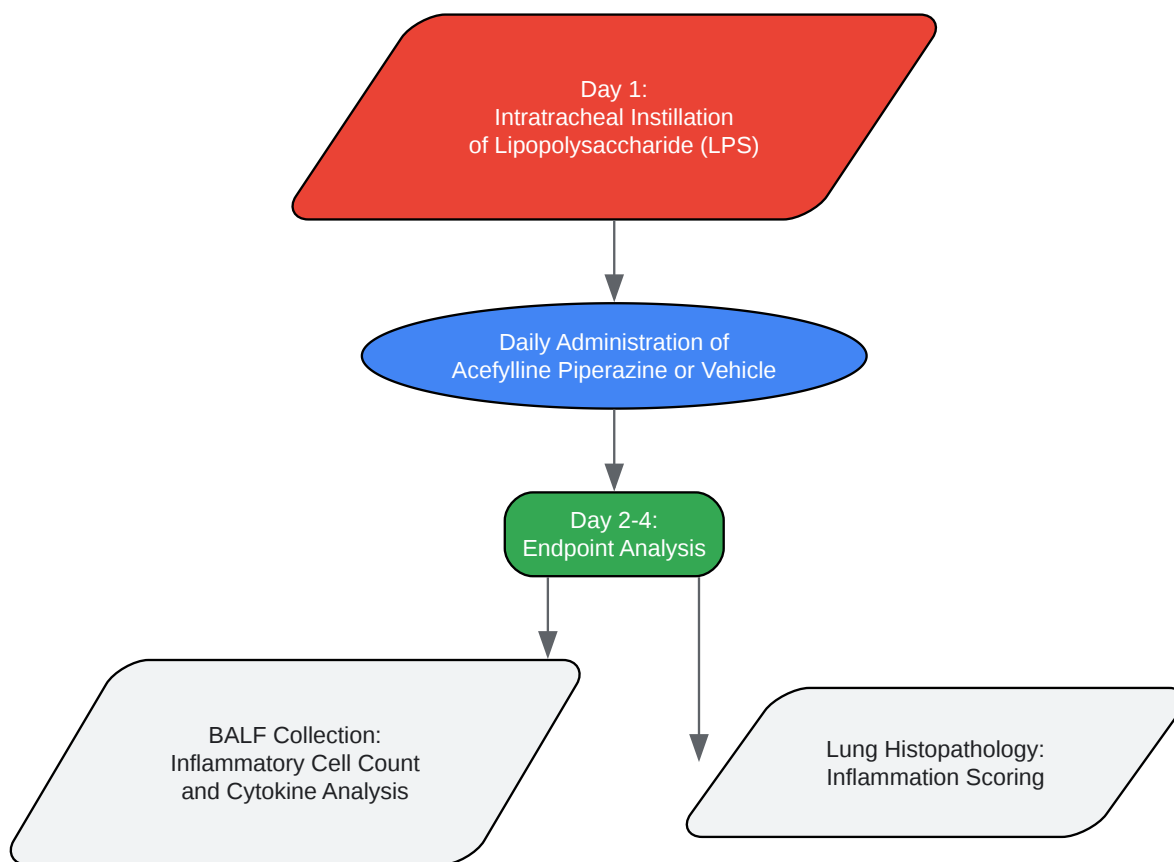 Day 1:
Intratracheal Instillation
of Lipopolysaccharide (LPS)
Daily Administration of
Acefylline Piperazine or Vehicle
Day 2-4:
Endpoint Analysis
BALF Collection:
Inflammatory Cell Count
and Cytokine Analysis
Lung Histopathology:
Inflammation Scoring